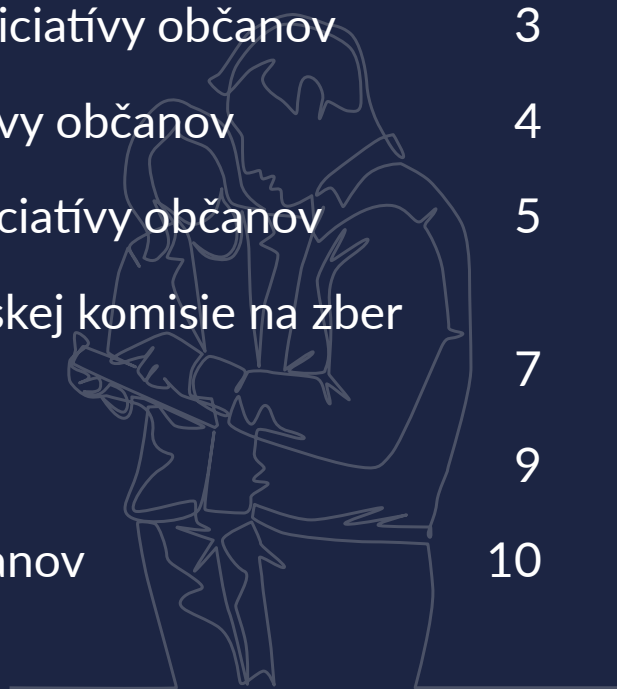 iciatívy občanov 3
vy občanov 4
ciatívy občanov 5
skej komisie na zber
7
9
anov 10